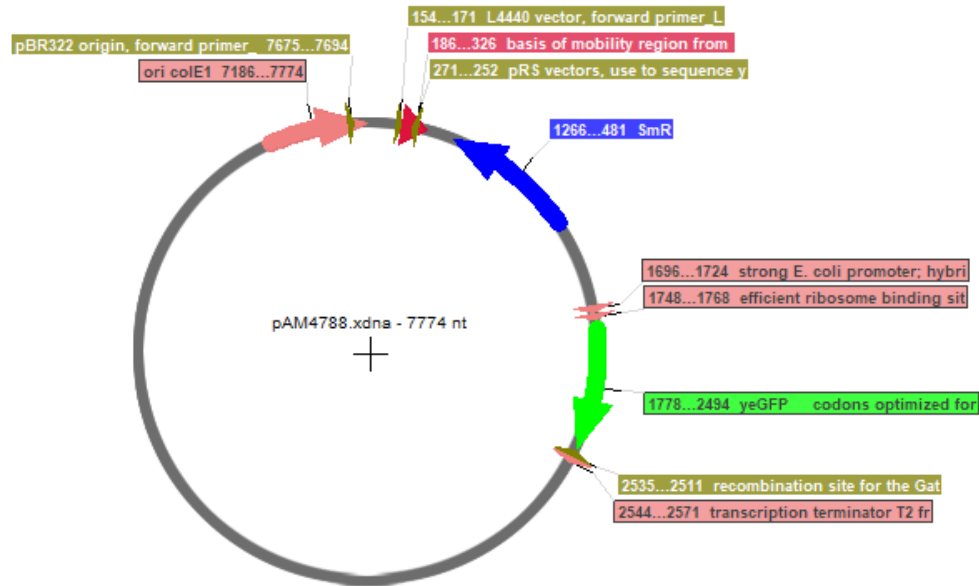 154...171 L4440 vector, forward primer_L
pBR322 origin, forward primer_ 7675...7694
186...326 basis of mobility region from
ori colE1 7186...7774
271...252 pRS vectors, use to sequence y
1266...481 SmR
1696...1724 strong E. coli promoter; hybri
1748...1768 efficient ribosome binding sit
pAM4788.xdna - 7774 nt
1778...2494 yeGFP codons optimized for
2535...2511 recombination site for the Gat
2544...2571 transcription terminator T2 fr